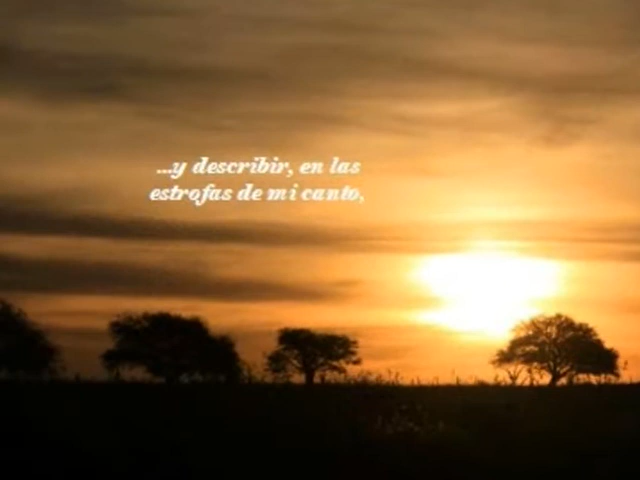 ...y describir, en las
estrofas de mi canto,